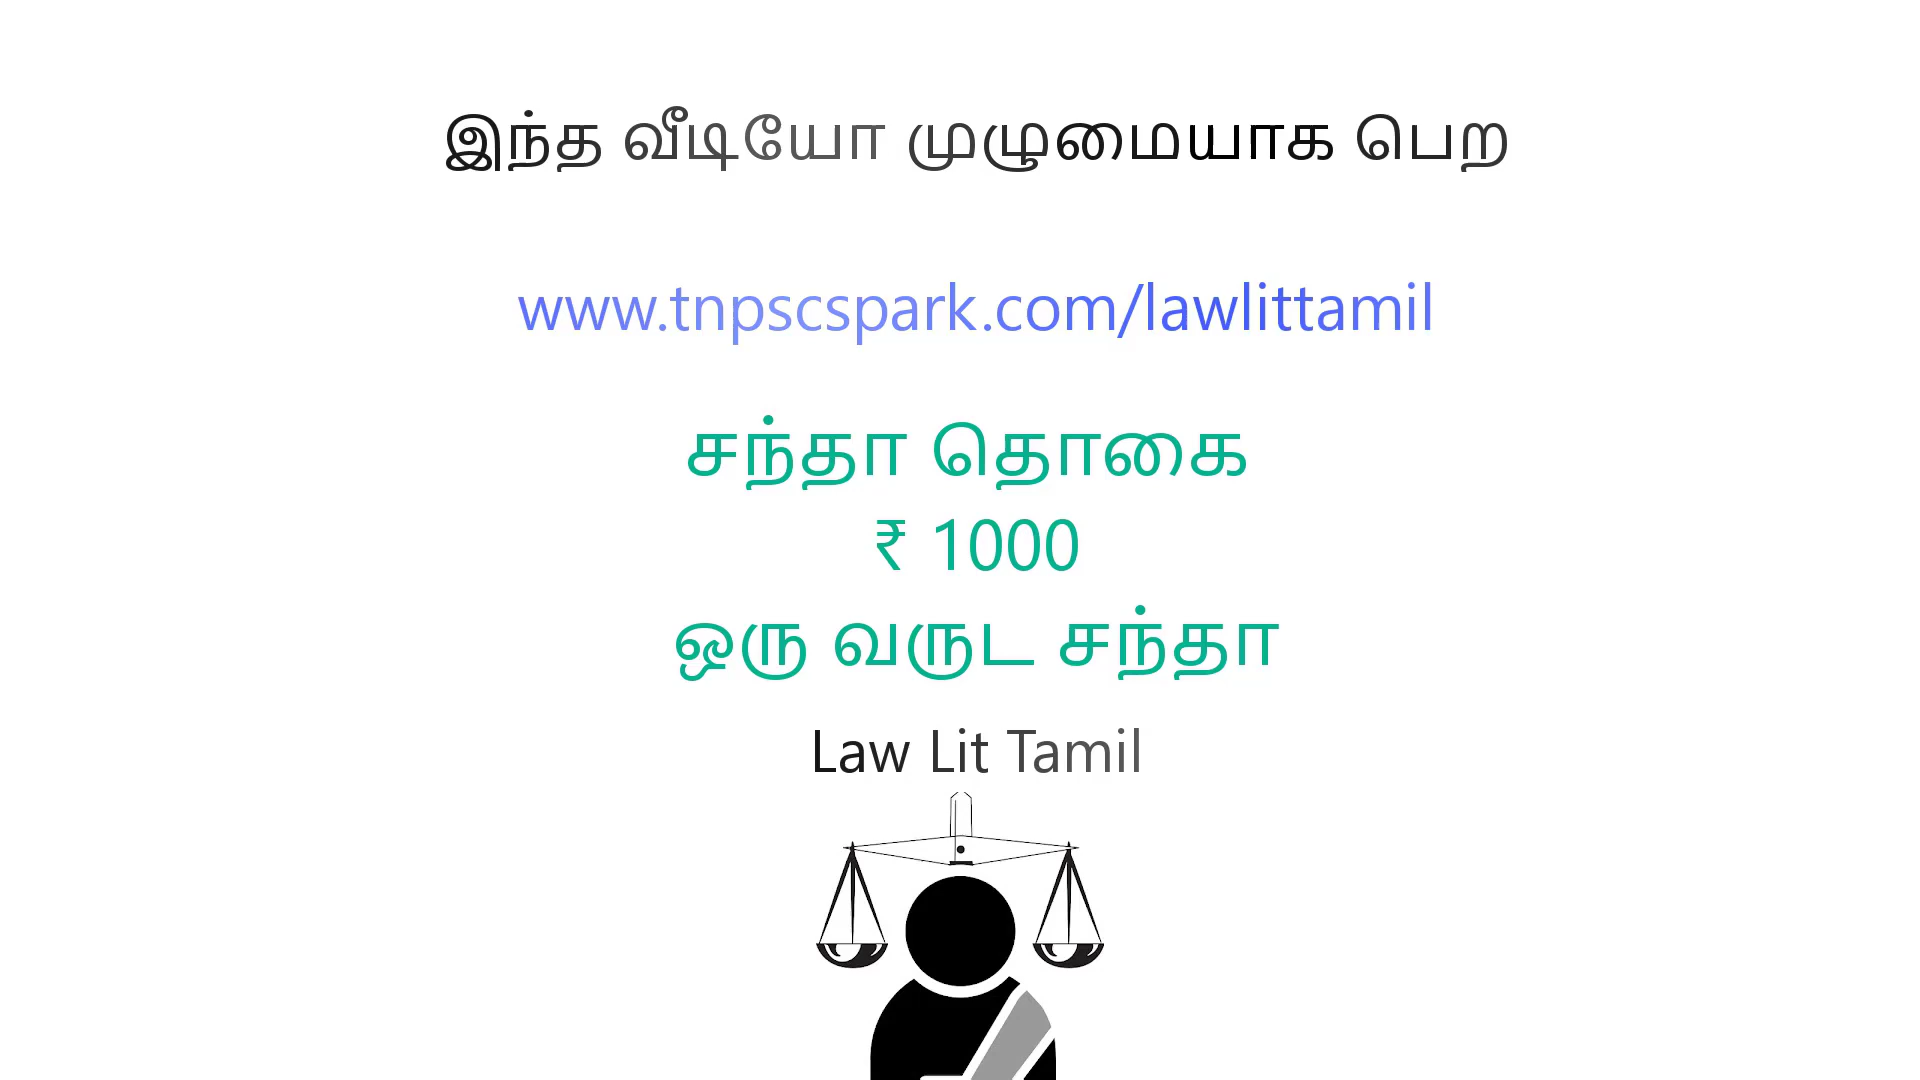 இந்த வீடியோ முழுமையாக பெற
www.tnpscspark.com/lawlittamil
சந்தா தொகை
₹ 1000
ஒரு வருட சந்தா
Law Lit Tamil